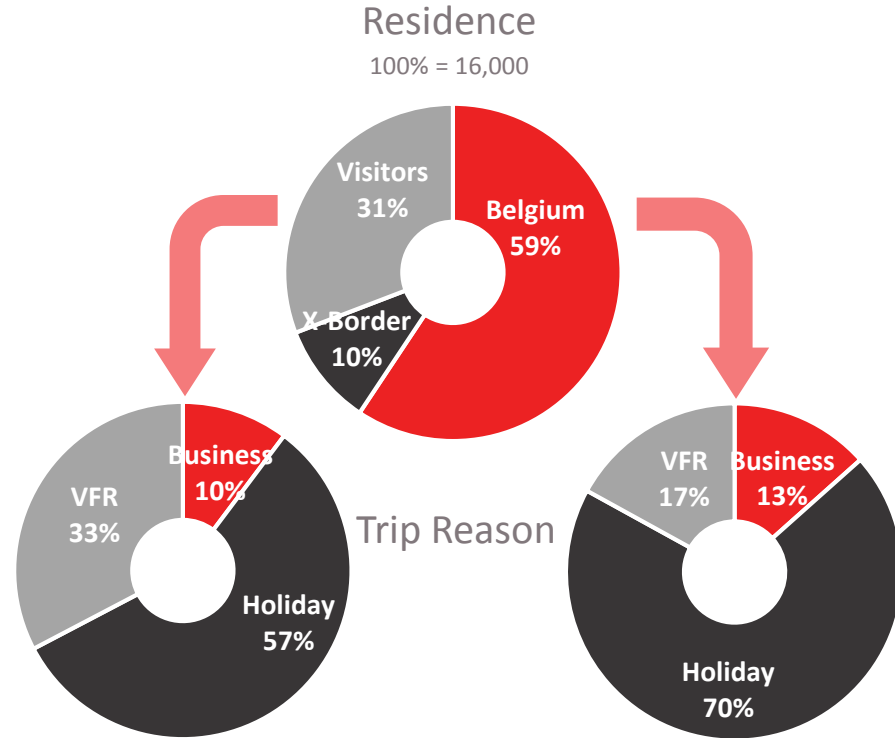 Residence
100% = 16,000
Visitors
31%
Belgium
59%
X-Border
10%
Trip Reason
Business
10%
VFR
33%
Holiday
57%
VFR
17%
Business
13%
Holiday
70%